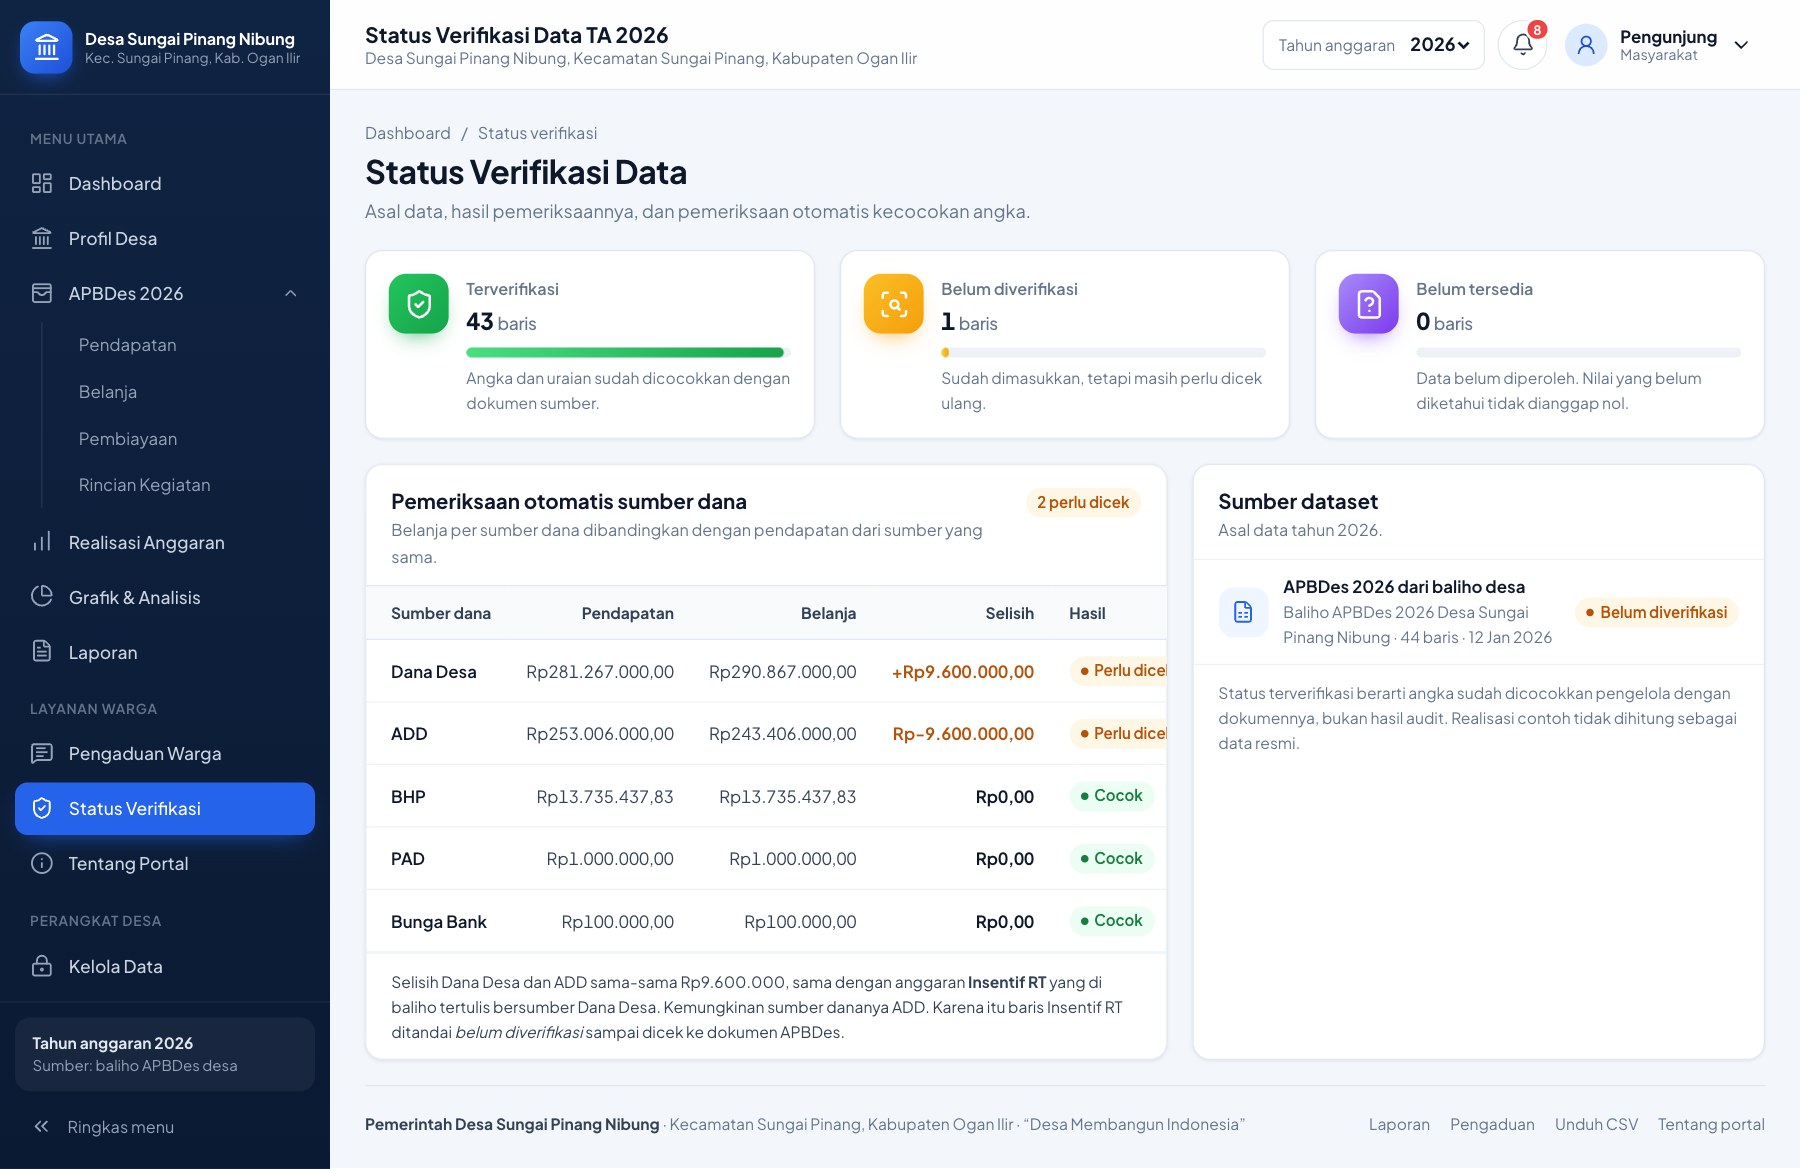 Desa Sungai Pinang Nibung
Kec. Sungai Pinang, Kab. Ogan Ilir
MENU UTAMA
Dashboard
Profil Desa
APBDes 2026
Pendapatan
Belanja
Pembiayaan
Rincian Kegiatan
Realisasi Anggaran
Grafik & Analisis
Laporan
LAYANAN WARGA
Pengaduan Warga
Status Verifikasi
Tentang Portal
PERANGKAT DESA
Kelola Data
Tahun anggaran 2026
Sumber: baliho APBDes desa
Ringkas menu
Status Verifikasi Data TA 2026
Desa Sungai Pinang Nibung, Kecamatan Sungai Pinang, Kabupaten Ogan Ilir
Tahun anggaran 2026
8
Pengunjung
Masyarakat
Dashboard / Status verifikasi
Status Verifikasi Data
Asal data, hasil pemeriksaannya, dan pemeriksaan otomatis kecocokan angka.
Terverifikasi
43 baris
Angka dan uraian sudah dicocokkan dengan
dokumen sumber.
Belum diverifikasi
1 baris
Sudah dimasukkan, tetapi masih perlu dicek
ulang.
Belum tersedia
0 baris
Data belum diperoleh. Nilai yang belum
diketahui tidak dianggap nol.
Pemeriksaan otomatis sumber dana
2 perlu dicek
Belanja per sumber dana dibandingkan dengan pendapatan dari sumber yang
sama.
Sumber dana Pendapatan Belanja Selisih Hasil
Dana Desa Rp281.267.000,00 Rp290.867.000,00 +Rp9.600.000,00 Perlu dicek
ADD Rp253.006.000,00 Rp243.406.000,00 Rp-9.600.000,00 Perlu dicek
BHP Rp13.735.437,83 Rp13.735.437,83 Rp0,00 Cocok
PAD Rp1.000.000,00 Rp1.000.000,00 Rp0,00 Cocok
Bunga Bank Rp100.000,00 Rp100.000,00 Rp0,00 Cocok
Selisih Dana Desa dan ADD sama-sama Rp9.600.000, sama dengan anggaran Insentif RT yang di
baliho tertulis bersumber Dana Desa. Kemungkinan sumber dananya ADD. Karena itu baris Insentif RT
ditandai belum diverifikasi sampai dicek ke dokumen APBDes.
Sumber dataset
Asal data tahun 2026.
APBDes 2026 dari baliho desa
Baliho APBDes 2026 Desa Sungai
Pinang Nibung · 44 baris · 12 Jan 2026
Belum diverifikasi
Status terverifikasi berarti angka sudah dicocokkan pengelola dengan
dokumennya, bukan hasil audit. Realisasi contoh tidak dihitung sebagai
data resmi.
Pemerintah Desa Sungai Pinang Nibung · Kecamatan Sungai Pinang, Kabupaten Ogan Ilir · “Desa Membangun Indonesia”
Laporan Pengaduan Unduh CSV Tentang portal